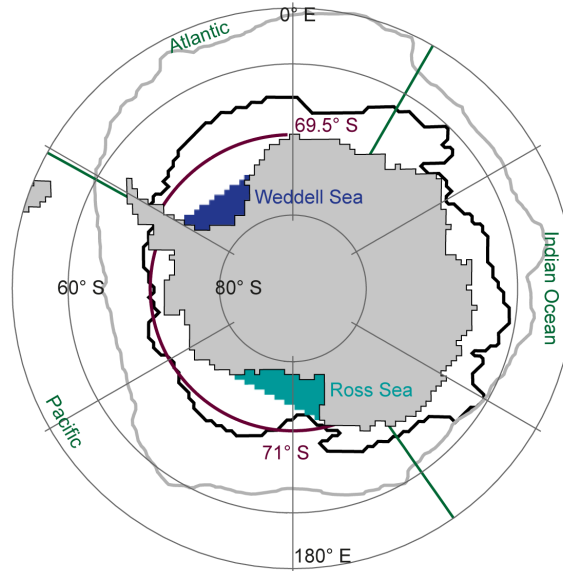 0° E
Atlantic
69.5° S
Weddell Sea
Indian Ocean
60° S
80° S
Ross Sea
Pacific
71° S
180° E